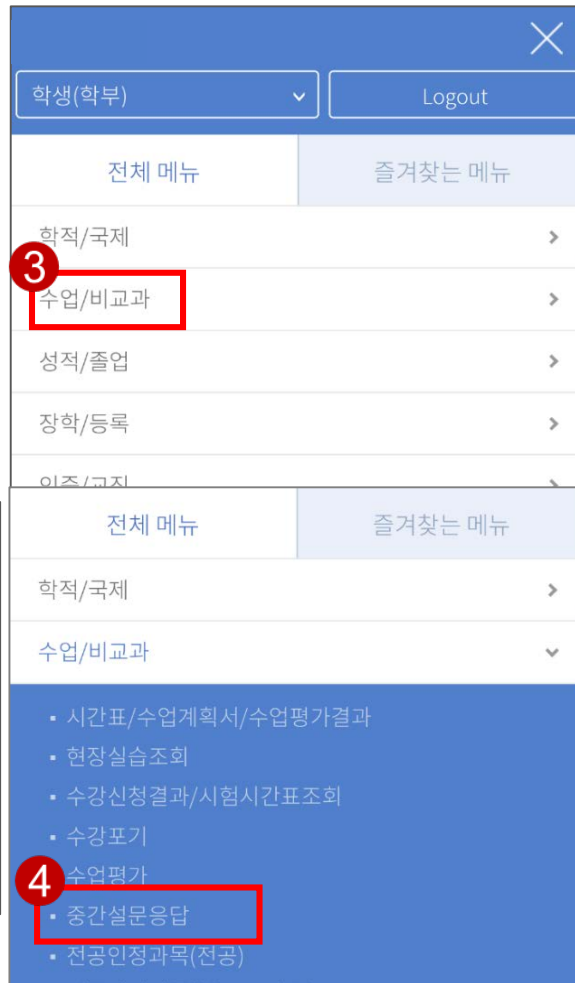 학생(학부)
Logout
전체 메뉴
즐겨찾는 메뉴
학적/국제
3
수업/비교과
성적/졸업
장학/등록
인증/교직
전체 메뉴
즐겨찾는 메뉴
학적/국제
수업/비교과
▪ 시간표/수업계획서/수업평가결과
▪ 현장실습조회
▪ 수강신청결과/시험시간표조회
▪ 수강포기
4
수업평가
▪ 중간설문응답
▪ 전공인정과목(전공)